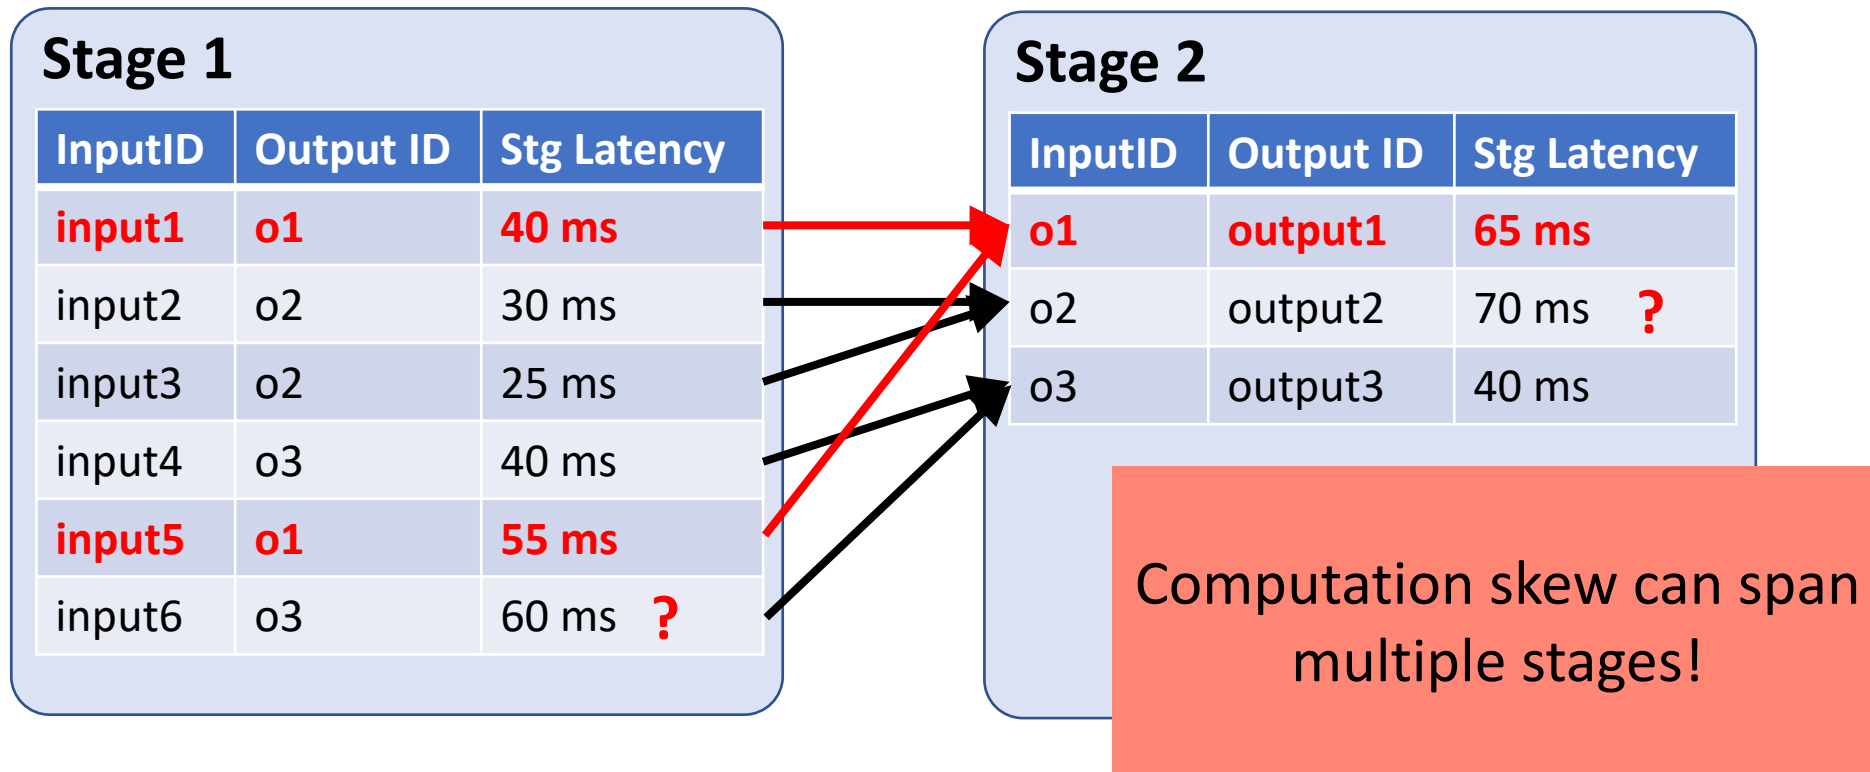 Stage 1
InputID Output ID Stg Latency
input1 o1 40 ms
input2 o2 30 ms
input3 o2 25 ms
input4 o3 40 ms
input5 o1 55 ms
input6 o3 60 ms ?
Stage 2
InputID Output ID Stg Latency
o1 output1 65 ms
o2 output2 70 ms ?
o3 output3 40 ms
Computation skew can span
multiple stages!